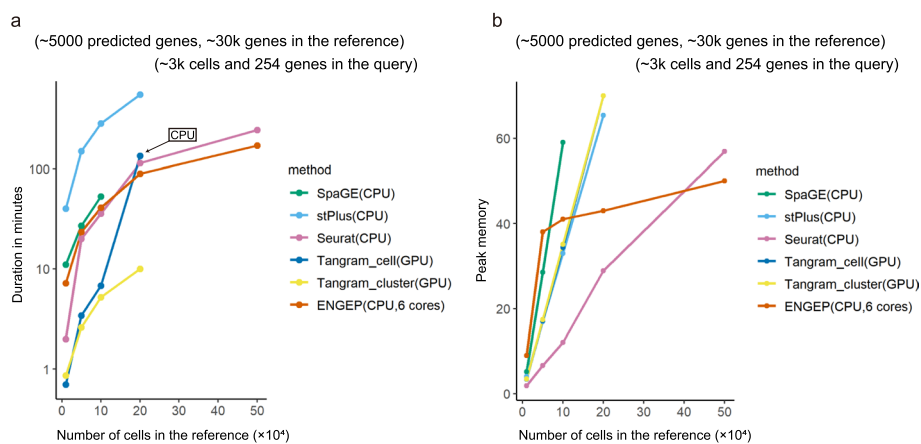 a
(~5000 predicted genes, ~30k genes in the reference)
(~3k cells and 254 genes in the query)
Duration in minutes
100
10
1
CPU
0
10
20
30
40
50
Number of cells in the reference (×10⁴)
method
SpaGE(CPU)
stPlus(CPU)
Seurat(CPU)
Tangram_cell(GPU)
Tangram_cluster(GPU)
ENGEP(CPU,6 cores)
b
(~5000 predicted genes, ~30k genes in the reference)
(~3k cells and 254 genes in the query)
Peak memory
60
40
20
0
0
10
20
30
40
50
Number of cells in the reference (×10⁴)
method
SpaGE(CPU)
stPlus(CPU)
Seurat(CPU)
Tangram_cell(GPU)
Tangram_cluster(GPU)
ENGEP(CPU,6 cores)